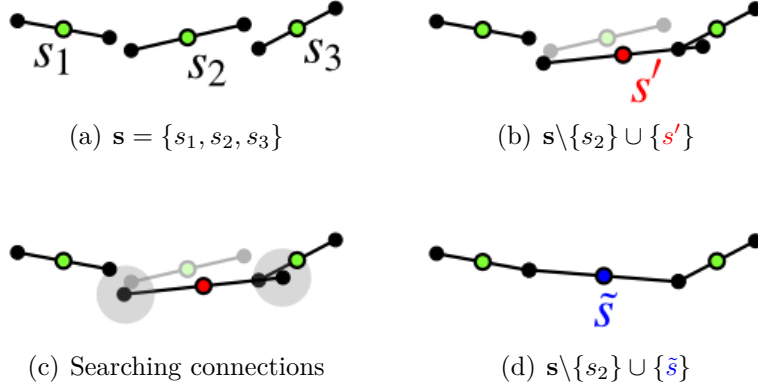 s₁ s₂ s₃
s′
(a) s = {s₁, s₂, s₃}
(b) s\{s₂} ∪ {s′}
s̃
(c) Searching connections
(d) s\{s₂} ∪ {s̃}